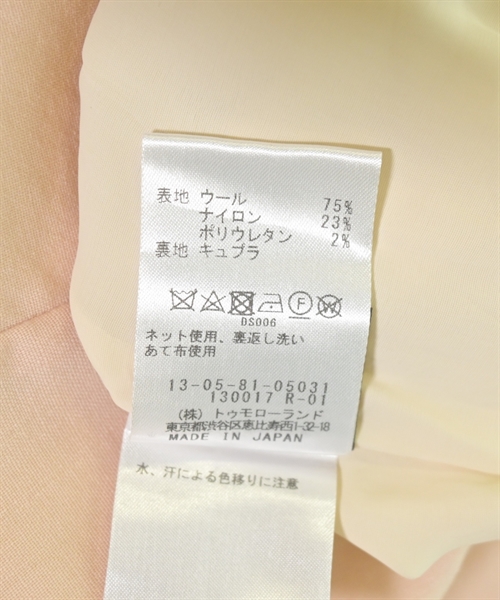 表地 ウール 75%
ナイロン 23%
ポリウレタン 2%
裏地 キュプラ
DS006
ネット使用、裏返し洗い
あて布使用
13-05-81-05031
130017 R-01
(株) トゥモローランド
東京都渋谷区恵比寿西1-32-18
MADE IN JAPAN
水、汗による色移りに注意